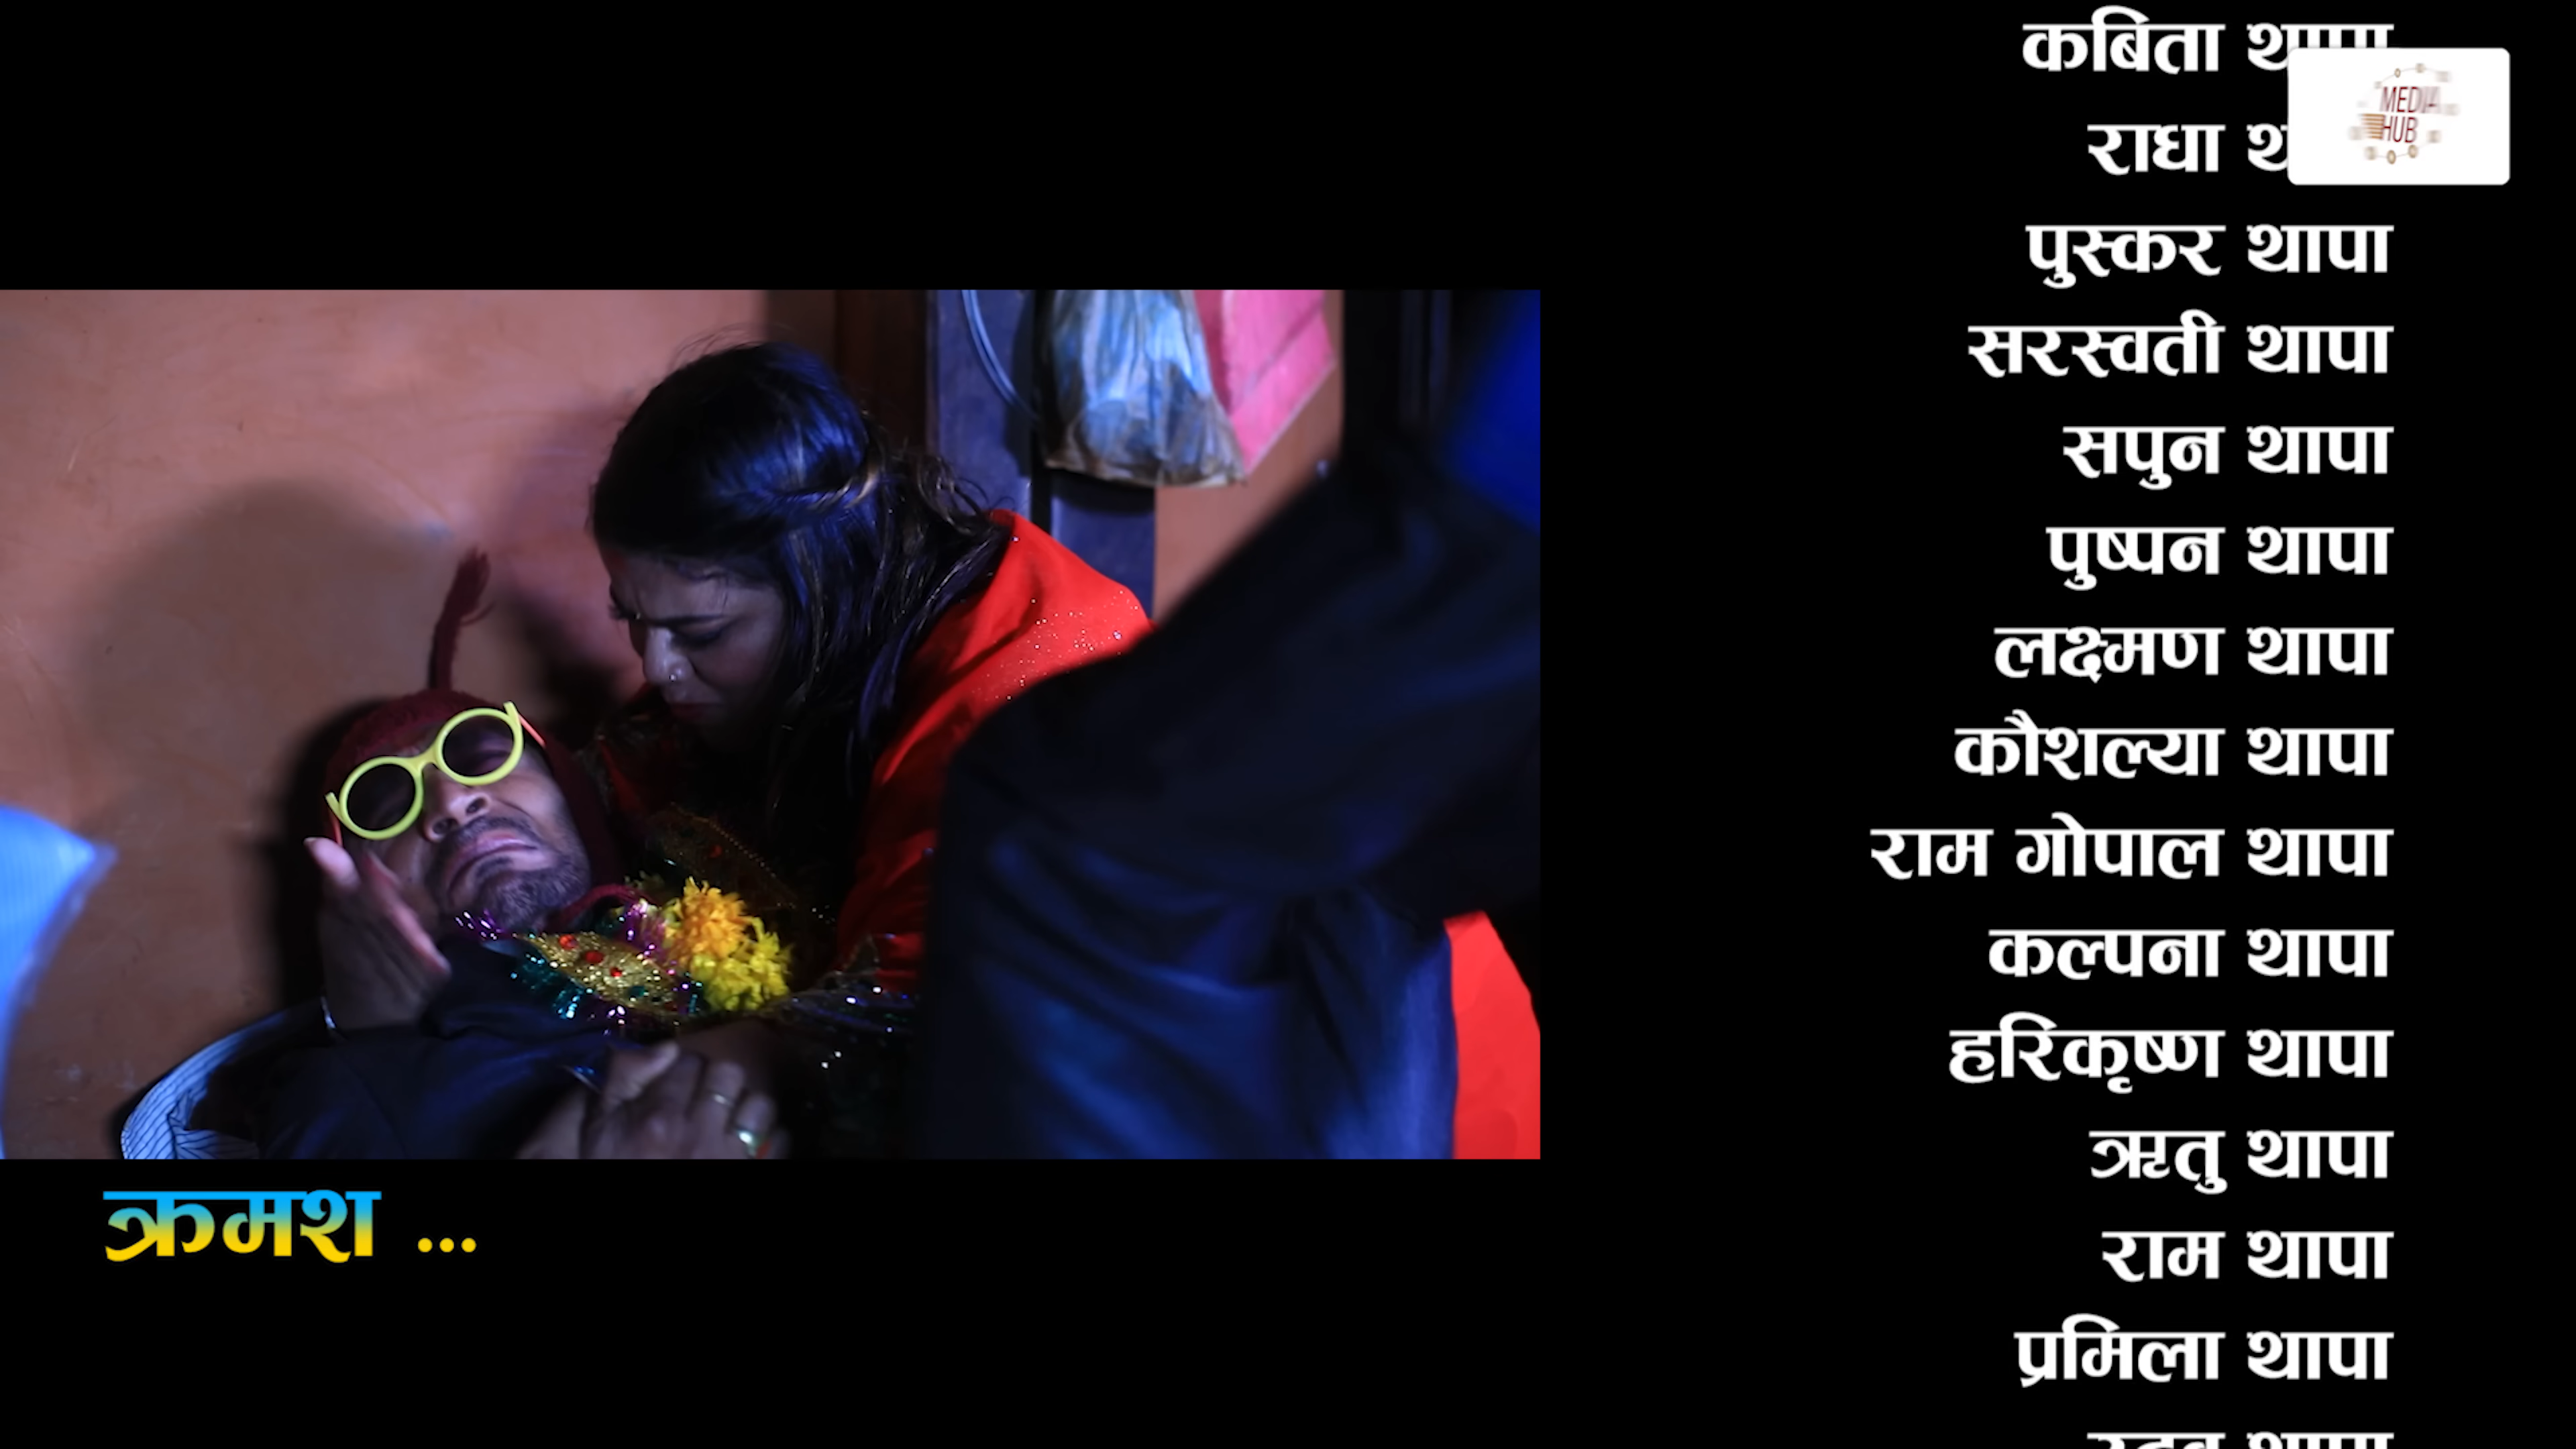 कबिता
MEDIA
HUB
राधा
पुस्कर थापा
सरस्वती थापा
सपुन थापा
पुष्पन थापा
लक्ष्मण थापा
कौशल्या थापा
राम गोपाल थापा
कल्पना थापा
हरिकृष्ण थापा
ऋतु थापा
राम थापा
प्रमिला थापा
क्रमश ...